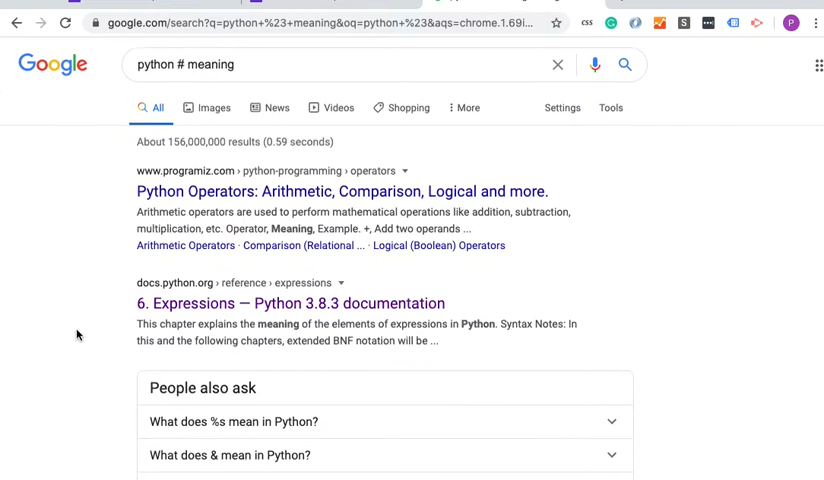 google.com/search?q=python+%23+meaning&oq=python+%23&aqs=chrome.1.69i...
css
S
P
Google
python # meaning
All Images News Videos Shopping More Settings Tools
About 156,000,000 results (0.59 seconds)
www.programiz.com › python-programming › operators
Python Operators: Arithmetic, Comparison, Logical and more.
Arithmetic operators are used to perform mathematical operations like addition, subtraction,
multiplication, etc. Operator, Meaning, Example. +, Add two operands ...
Arithmetic Operators · Comparison (Relational ... · Logical (Boolean) Operators
docs.python.org › reference › expressions
6. Expressions — Python 3.8.3 documentation
This chapter explains the meaning of the elements of expressions in Python. Syntax Notes: In
this and the following chapters, extended BNF notation will be ...
People also ask
What does %s mean in Python?
What does & mean in Python?